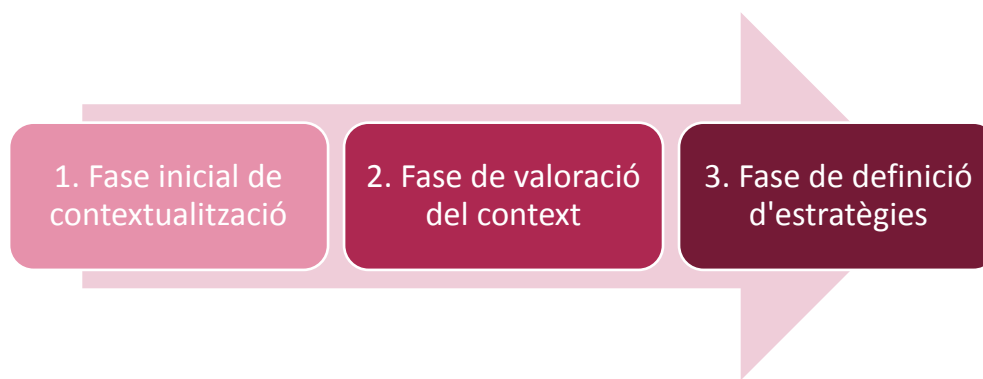 1. Fase inicial de
contextualització
2. Fase de valoració
del context
3. Fase de definició
d'estratègies